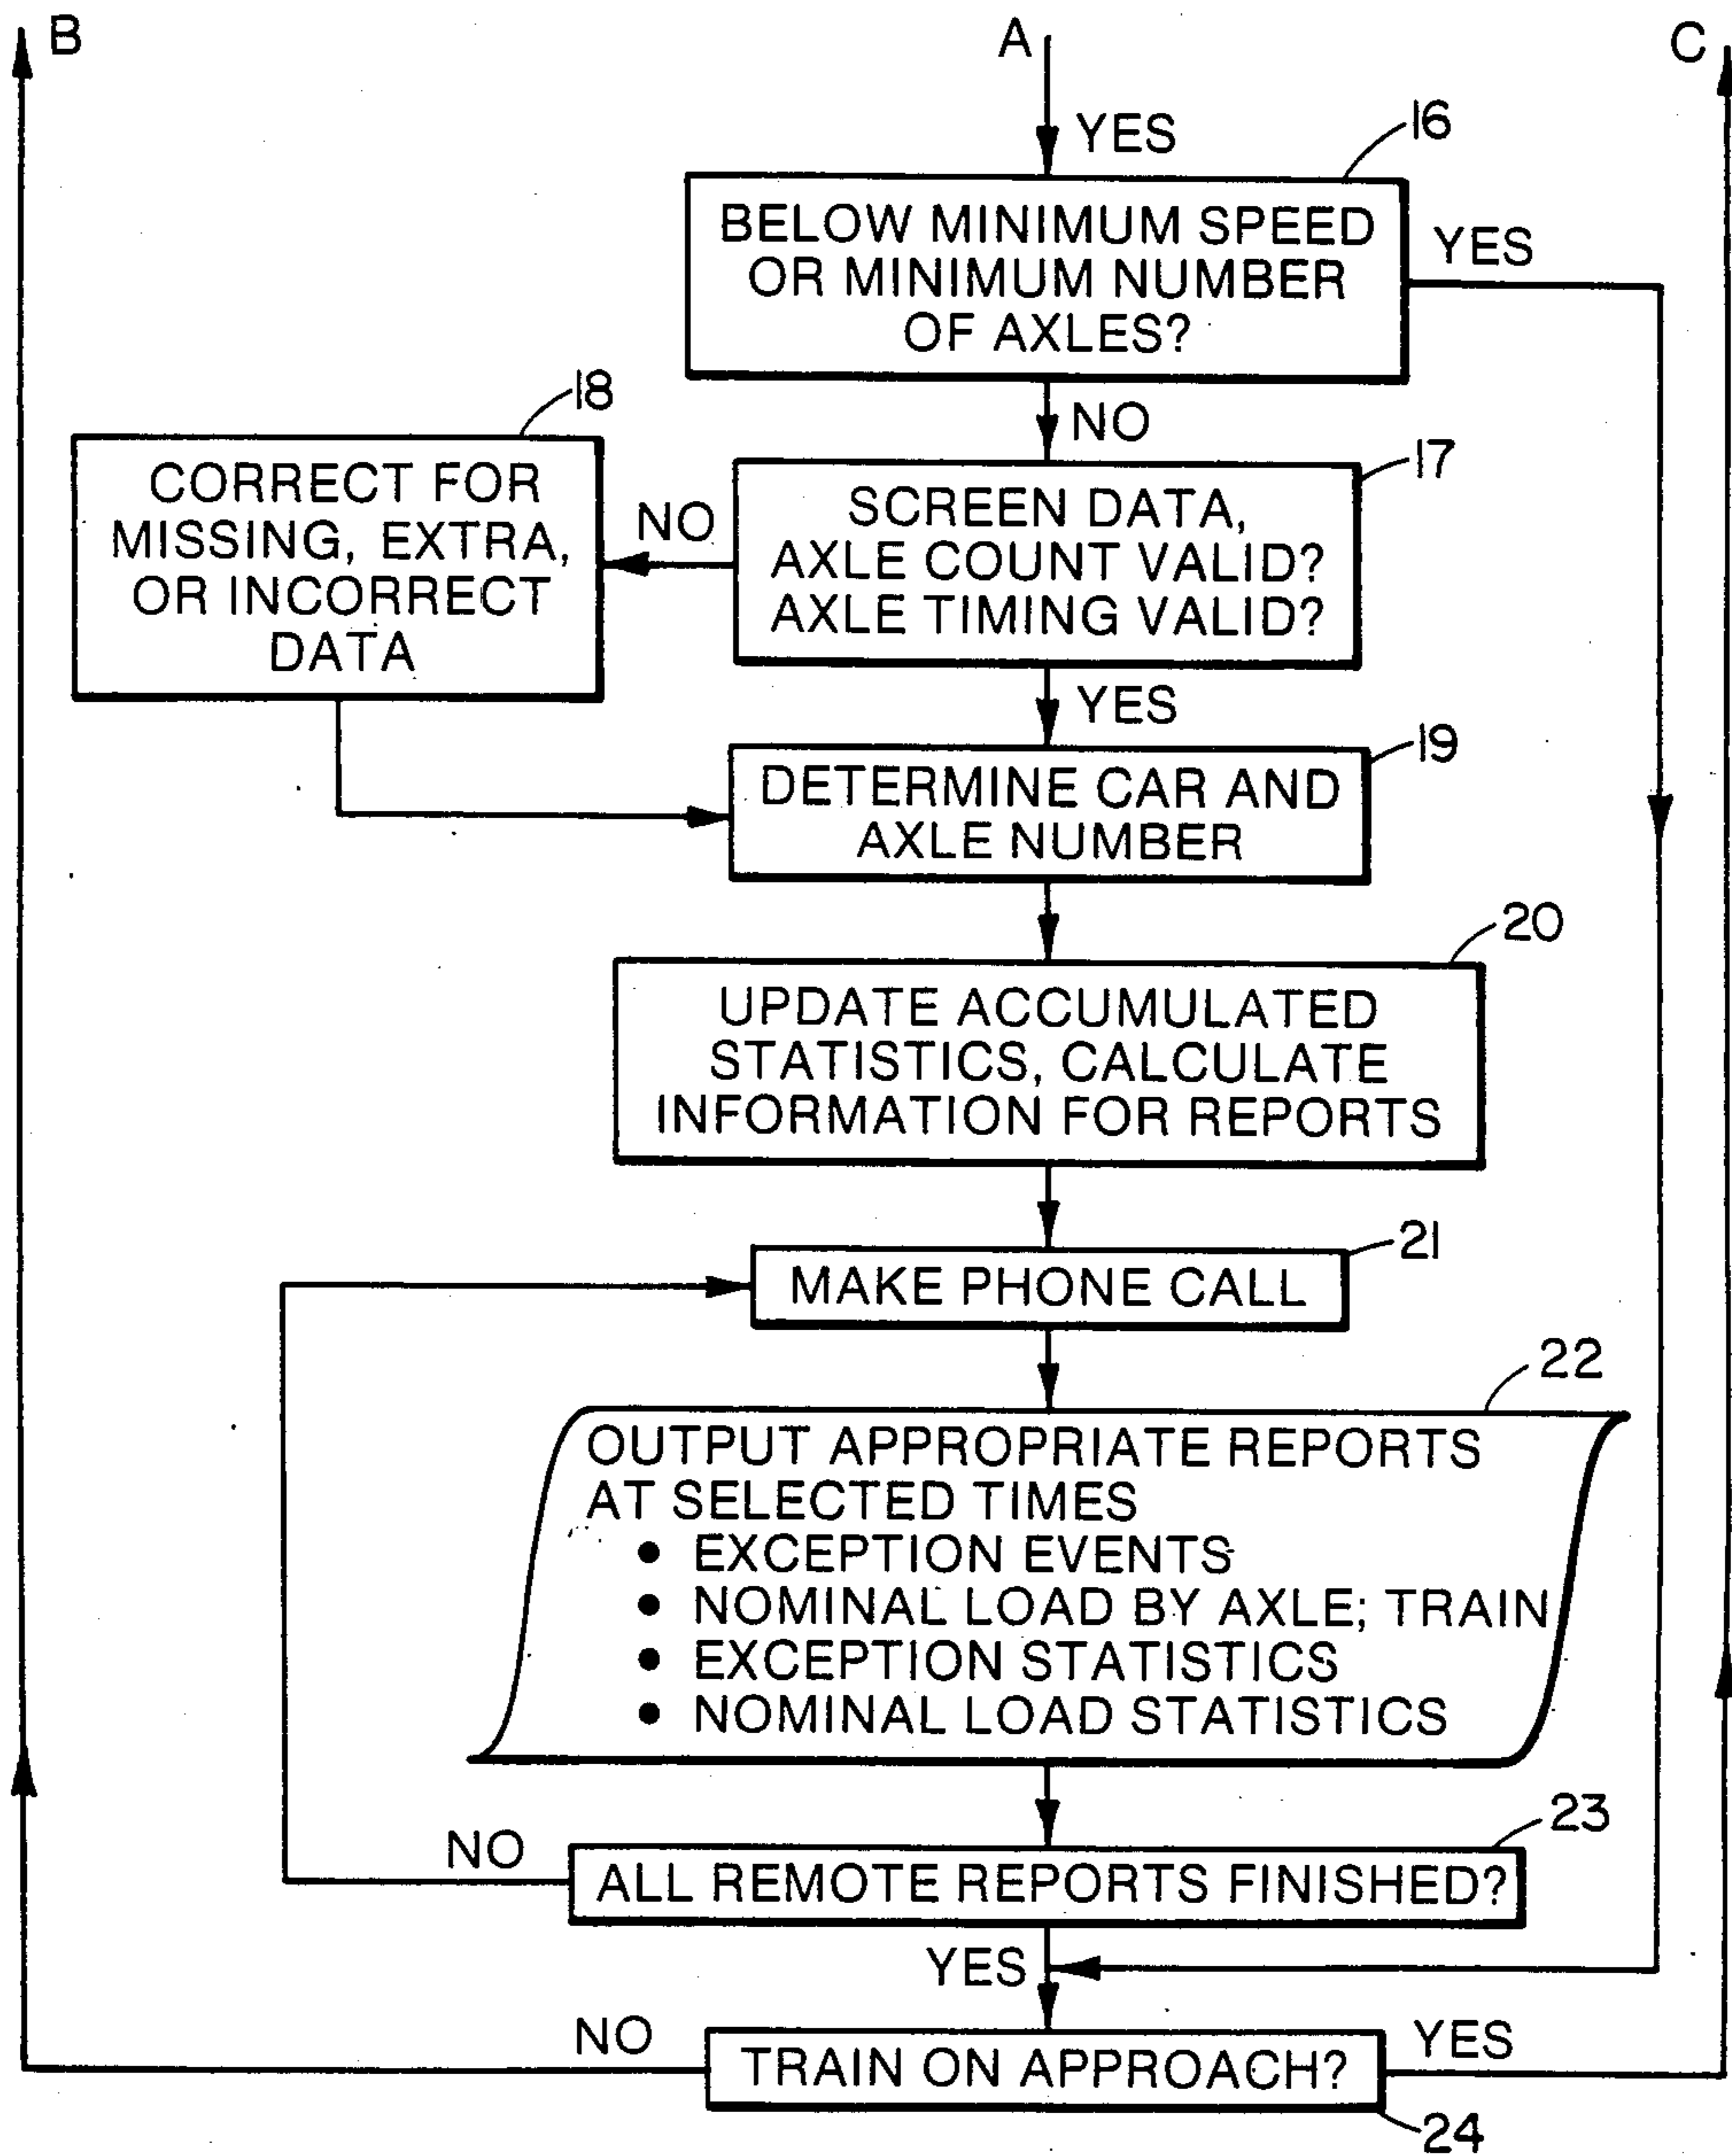 B
A
C
YES
16
BELOW MINIMUM SPEED
OR MINIMUM NUMBER
OF AXLES?
YES
NO
18
CORRECT FOR
MISSING, EXTRA,
OR INCORRECT
DATA
NO
17
SCREEN DATA,
AXLE COUNT VALID?
AXLE TIMING VALID?
YES
19
DETERMINE CAR AND
AXLE NUMBER
20
UPDATE ACCUMULATED
STATISTICS, CALCULATE
INFORMATION FOR REPORTS
21
MAKE PHONE CALL
22
OUTPUT APPROPRIATE REPORTS
AT SELECTED TIMES
• EXCEPTION EVENTS
• NOMINAL LOAD BY AXLE; TRAIN
• EXCEPTION STATISTICS
• NOMINAL LOAD STATISTICS
23
NO
ALL REMOTE REPORTS FINISHED?
YES
NO
TRAIN ON APPROACH?
YES
24